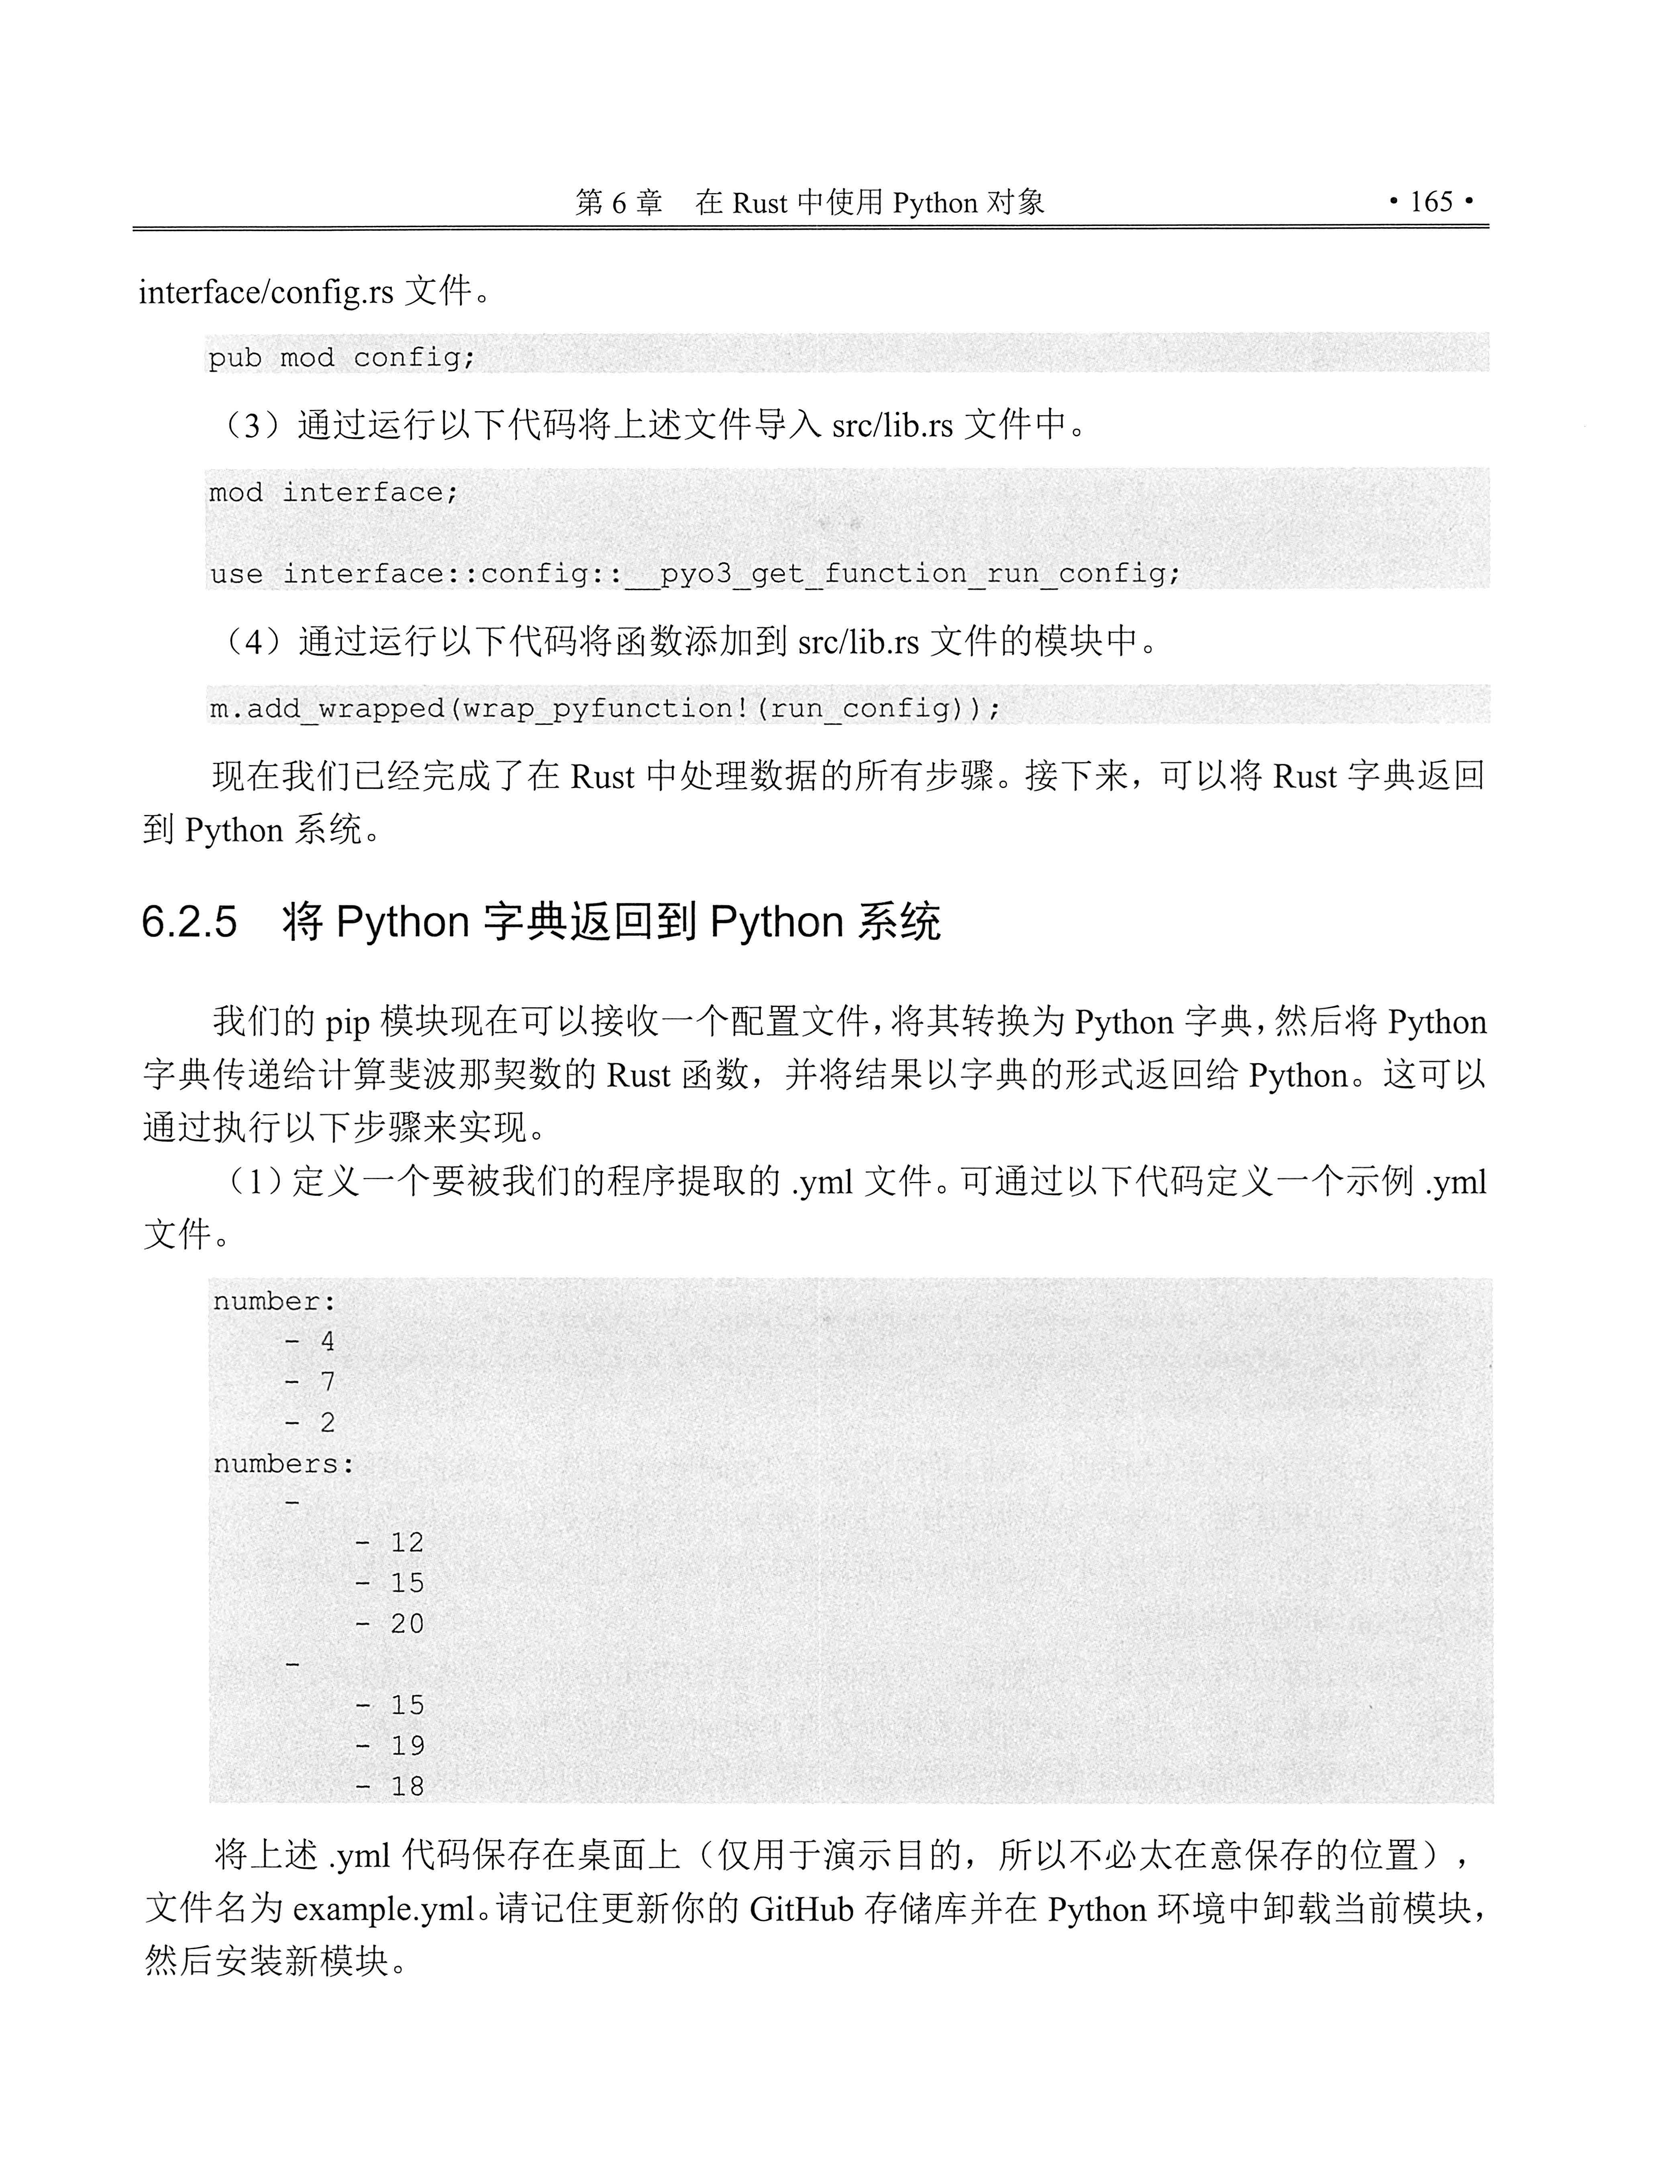 第 6 章　在 Rust 中使用 Python 对象 • 165 •
interface/config.rs 文件。
pub mod config;
（3）通过运行以下代码将上述文件导入 src/lib.rs 文件中。
mod interface;
use interface::config::__pyo3_get_function_run_config;
（4）通过运行以下代码将函数添加到 src/lib.rs 文件的模块中。
m.add_wrapped(wrap_pyfunction!(run_config));
现在我们已经完成了在 Rust 中处理数据的所有步骤。接下来，可以将 Rust 字典返回
到 Python 系统。
6.2.5　将 Python 字典返回到 Python 系统
我们的 pip 模块现在可以接收一个配置文件，将其转换为 Python 字典，然后将 Python
字典传递给计算斐波那契数的 Rust 函数，并将结果以字典的形式返回给 Python。这可以
通过执行以下步骤来实现。
（1）定义一个要被我们的程序提取的 .yml 文件。可通过以下代码定义一个示例 .yml
文件。
number:
    - 4
    - 7
    - 2
numbers:
    -
        - 12
        - 15
        - 20
    -
        - 15
        - 19
        - 18
将上述 .yml 代码保存在桌面上（仅用于演示目的，所以不必太在意保存的位置），
文件名为 example.yml。请记住更新你的 GitHub 存储库并在 Python 环境中卸载当前模块，
然后安装新模块。